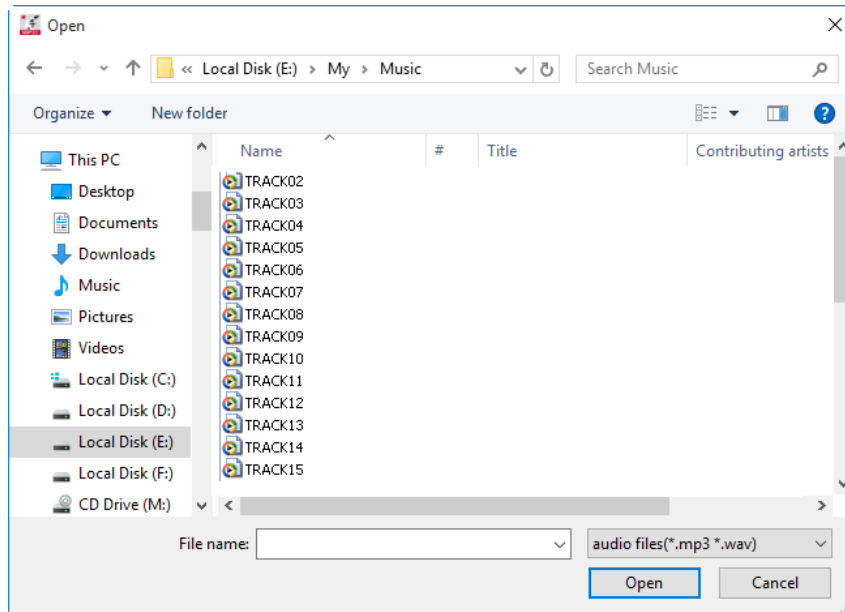 Open
« Local Disk (E:) > My > Music
Search Music
Organize
New folder
?
This PC
Desktop
Documents
Downloads
Music
Pictures
Videos
Local Disk (C:)
Local Disk (D:)
Local Disk (E:)
Local Disk (F:)
CD Drive (M:)
Name # Title Contributing artists
TRACK02
TRACK03
TRACK04
TRACK05
TRACK06
TRACK07
TRACK08
TRACK09
TRACK10
TRACK11
TRACK12
TRACK13
TRACK14
TRACK15
File name:
audio files(*.mp3 *.wav)
Open
Cancel